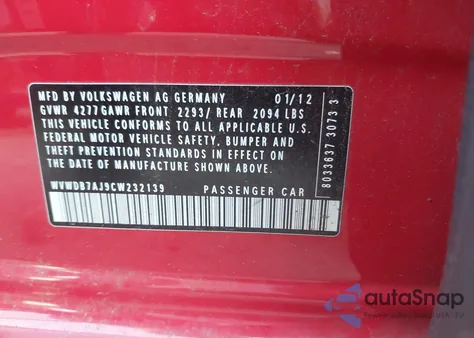 MFD BY VOLKSWAGEN AG GERMANY 01/12
GVWR 4277 GAWR FRONT 2293/ REAR 2094 LBS
THIS VEHICLE CONFORMS TO ALL APPLICABLE U.S.
FEDERAL MOTOR VEHICLE SAFETY, BUMPER AND
THEFT PREVENTION STANDARDS IN EFFECT ON THE
DATE OF MANUFACTURE SHOWN ABOVE.
WVWDB7AJ9CW232139 PASSENGER CAR
8033637 3073 3
autoSnap